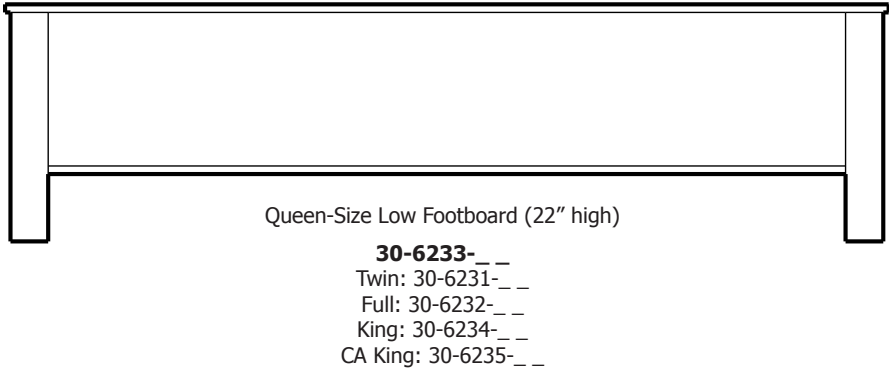 Queen-Size Low Footboard (22” high)
30-6233-_ _
Twin: 30-6231-_ _
Full: 30-6232-_ _
King: 30-6234-_ _
CA King: 30-6235-_ _